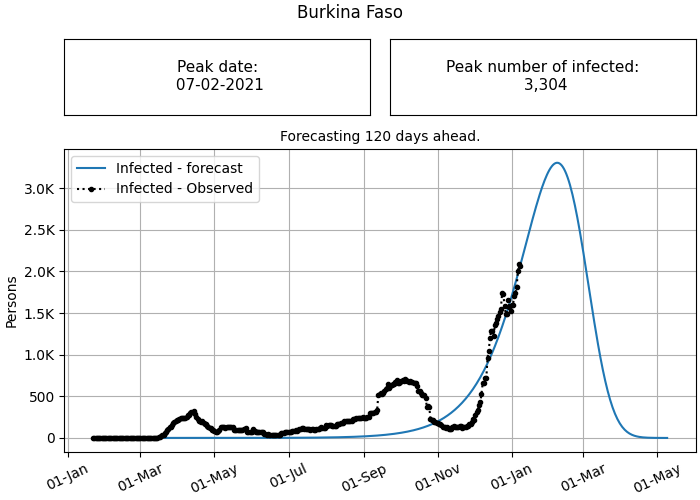 Burkina Faso
Peak date:
07-02-2021
Peak number of infected:
3,304
Forecasting 120 days ahead.
Infected - forecast
Infected - Observed
Persons
3.0K
2.5K
2.0K
1.5K
1.0K
500
0
01-Jan
01-Mar
01-May
01-Jul
01-Sep
01-Nov
01-Jan
01-Mar
01-May